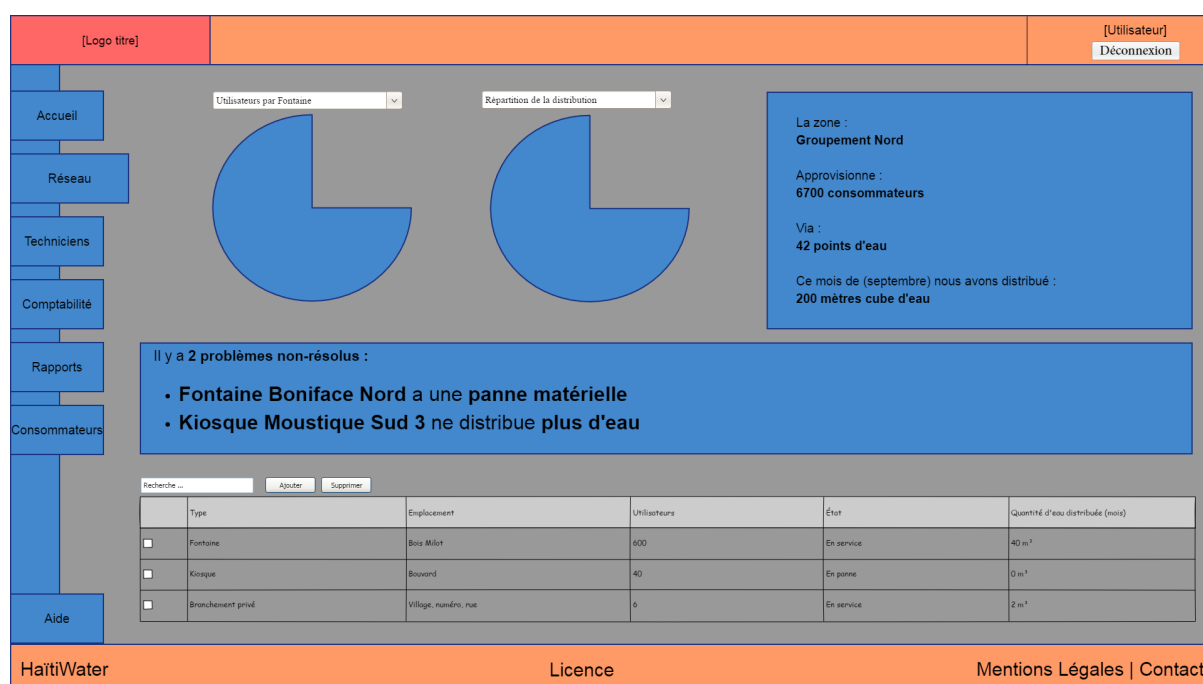 [Logo titre]
[Utilisateur]
Déconnexion
Accueil
Réseau
Techniciens
Comptabilité
Rapports
Consommateurs
Aide
Utilisateurs par Fontaine
Répartition de la distribution
La zone :
Groupement Nord
Approvisionne :
6700 consommateurs
Via :
42 points d'eau
Ce mois de (septembre) nous avons distribué :
200 mètres cube d'eau
Il y a 2 problèmes non-résolus :
• Fontaine Boniface Nord a une panne matérielle
• Kiosque Moustique Sud 3 ne distribue plus d'eau
Recherche ... Ajouter Supprimer
Type Emplacement Utilisateurs État Quantité d'eau distribuée (mois)
Fontaine Bois Milot 600 En service 40 m³
Kiosque Bouvard 40 En panne 0 m³
Branchement privé Village, numéro, rue 6 En service 2 m³
HaïtiWater Licence Mentions Légales | Contact